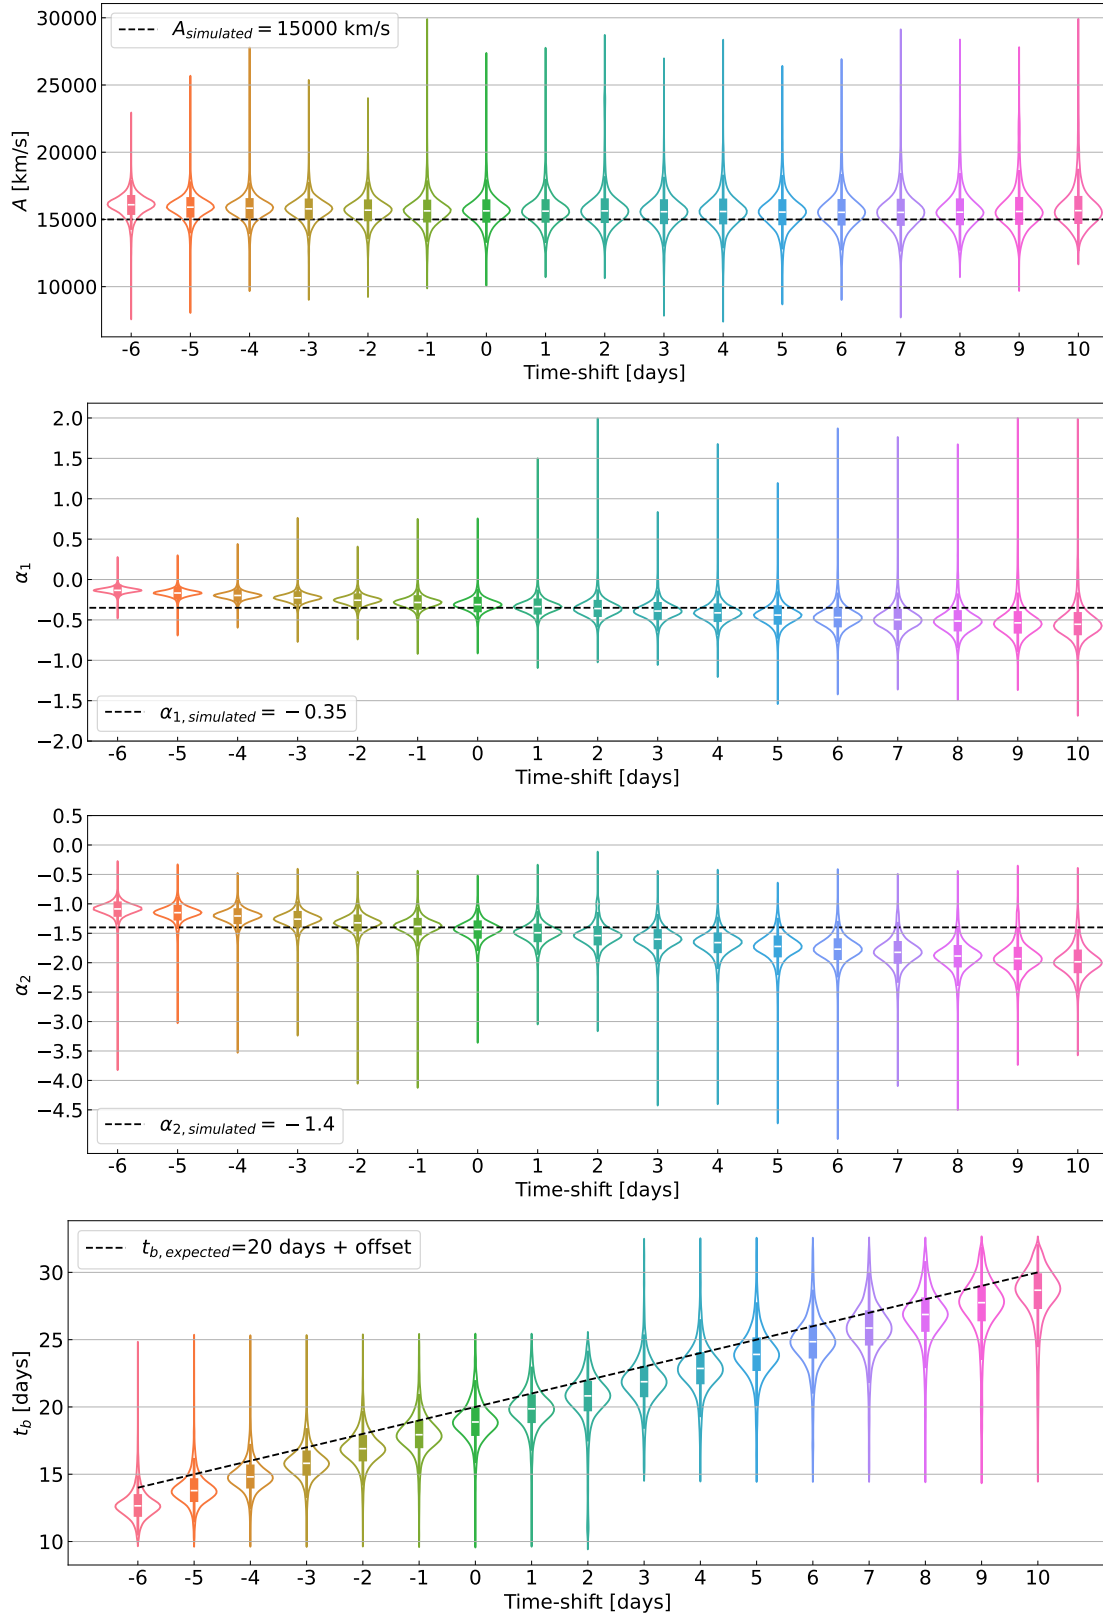 A_simulated = 15000 km/s
30000
25000
20000
15000
10000
A [km/s]
-6 -5 -4 -3 -2 -1 0 1 2 3 4 5 6 7 8 9 10
Time-shift [days]
2.0
1.5
1.0
0.5
0.0
−0.5
−1.0
−1.5
−2.0
α₁
α_1,simulated = −0.35
-6 -5 -4 -3 -2 -1 0 1 2 3 4 5 6 7 8 9 10
Time-shift [days]
0.5
0.0
−0.5
−1.0
−1.5
−2.0
−2.5
−3.0
−3.5
−4.0
−4.5
α₂
α_2,simulated = −1.4
-6 -5 -4 -3 -2 -1 0 1 2 3 4 5 6 7 8 9 10
Time-shift [days]
t_b,expected=20 days + offset
30
25
20
15
10
t_b [days]
-6 -5 -4 -3 -2 -1 0 1 2 3 4 5 6 7 8 9 10
Time-shift [days]